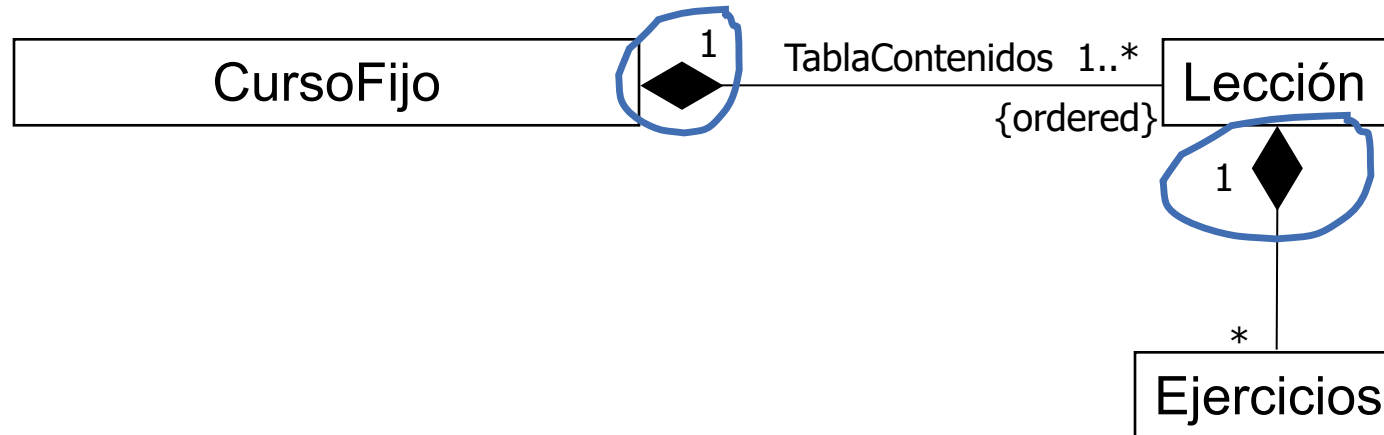 1
TablaContenidos 1..*
CursoFijo
Lección
{ordered}
1
*
Ejercicios